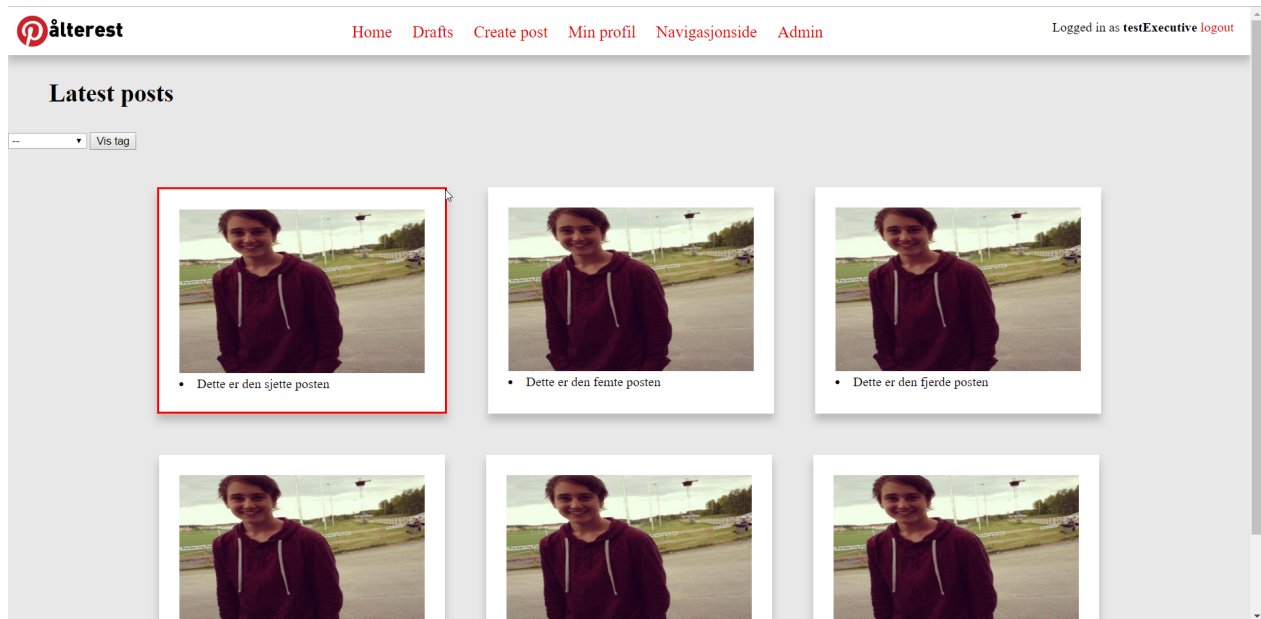 pålterest
Home Drafts Create post Min profil Navigasjonside Admin
Logged in as testExecutive logout
Latest posts
-- Vis tag
Dette er den sjette posten
Dette er den femte posten
Dette er den fjerde posten